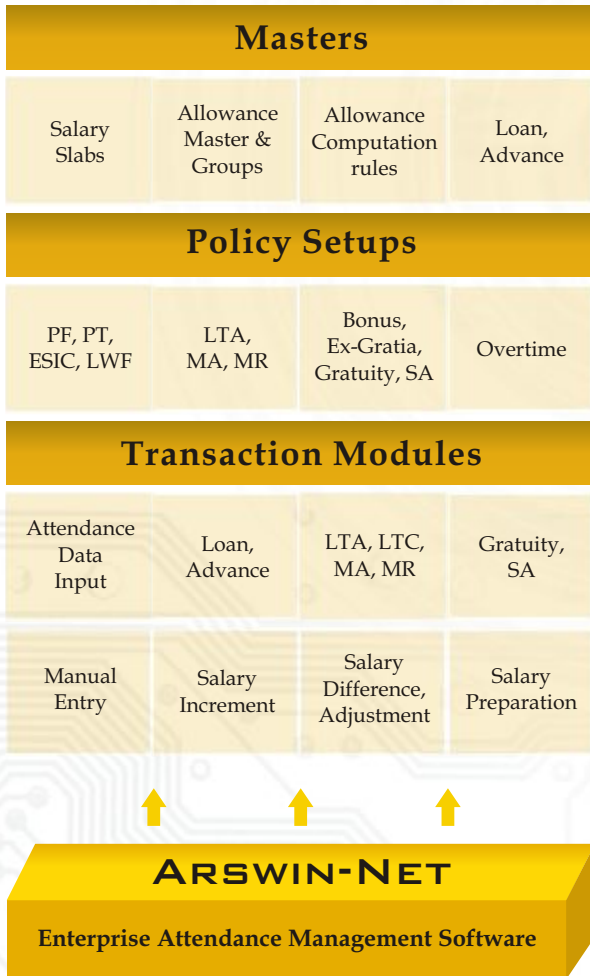 Masters
Salary
Slabs
Allowance
Master &
Groups
Allowance
Computation
rules
Loan,
Advance
Policy Setups
PF, PT,
ESIC, LWF
LTA,
MA, MR
Bonus,
Ex-Gratia,
Gratuity, SA
Overtime
Transaction Modules
Attendance
Data
Input
Loan,
Advance
LTA, LTC,
MA, MR
Gratuity,
SA
Manual
Entry
Salary
Increment
Salary
Difference,
Adjustment
Salary
Preparation
ARSWIN-NET
Enterprise Attendance Management Software